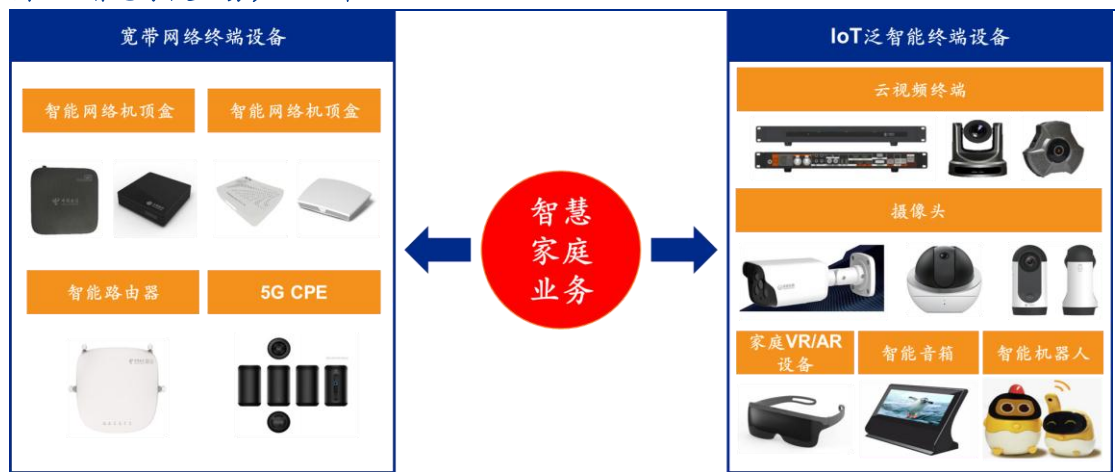 宽带网络终端设备
智能网络机顶盒
智能网络机顶盒
智能路由器
5G CPE
智慧
家庭
业务
IoT泛智能终端设备
云视频终端
摄像头
家庭VR/AR
设备
智能音箱
智能机器人